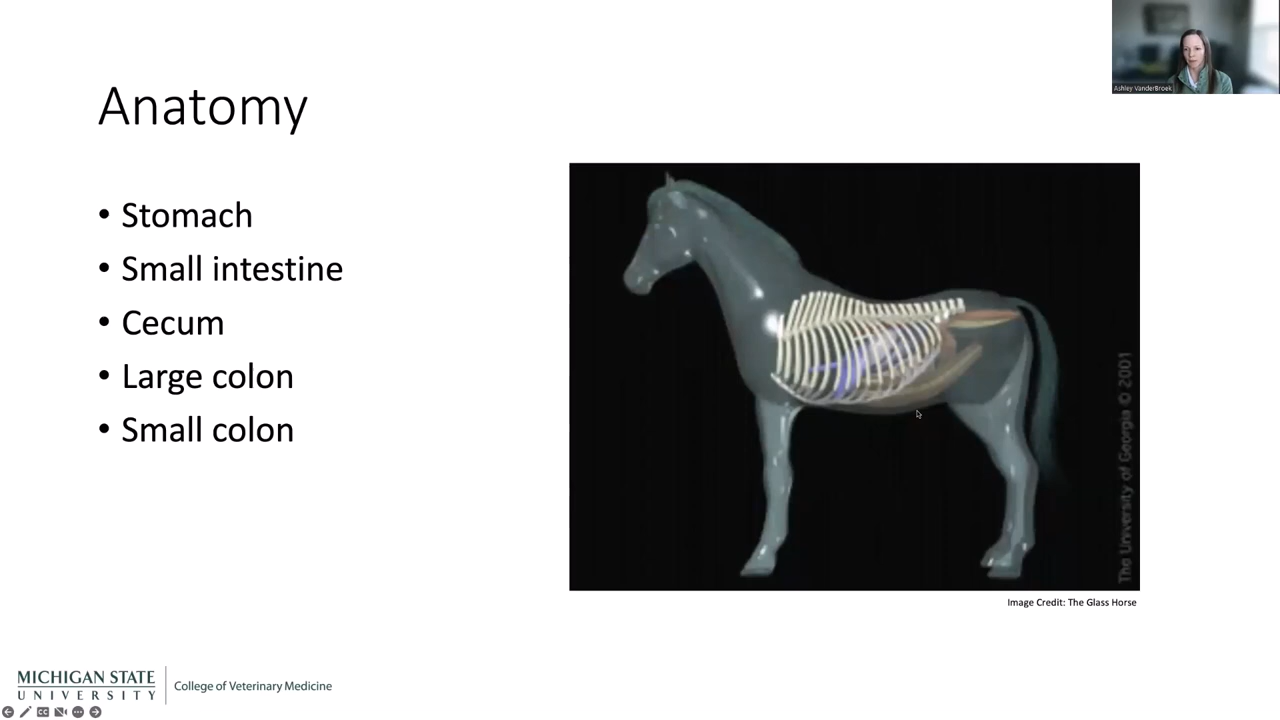 Anatomy
• Stomach
• Small intestine
• Cecum
• Large colon
• Small colon
Ashley VanderBroek
The University of Georgia © 2001
Image Credit: The Glass Horse
MICHIGAN STATE
UNIVERSITY
College of Veterinary Medicine
CC